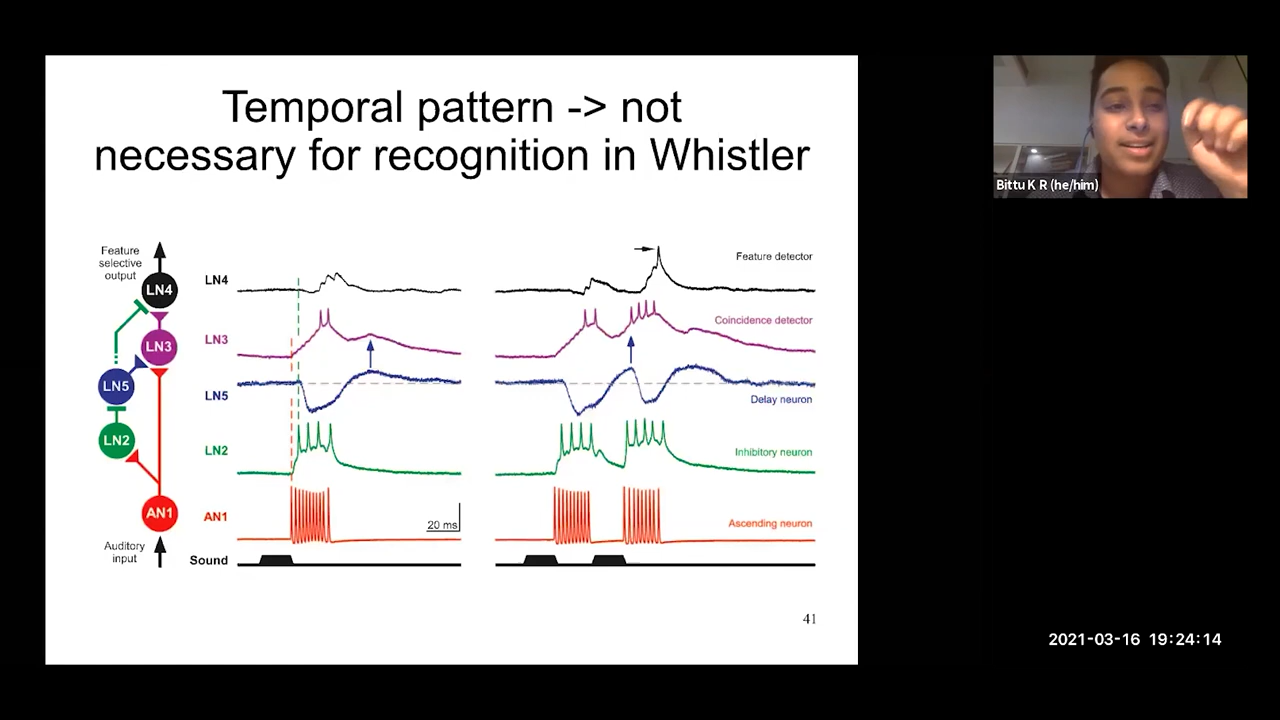 Temporal pattern -> not
necessary for recognition in Whistler
Feature
selective
output
LN4
LN3
LN5
LN2
AN1
Auditory
input
LN4
LN3
LN5
LN2
AN1
Sound
20 ms
Feature detector
Coincidence detector
Delay neuron
Inhibitory neuron
Ascending neuron
41
Bittu K R (he/him)
2021-03-16 19:24:14